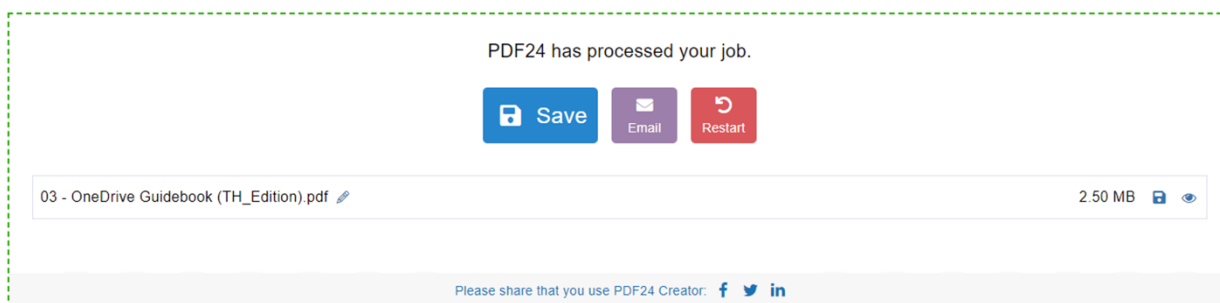 PDF24 has processed your job.
Save
Email
Restart
03 - OneDrive Guidebook (TH_Edition).pdf 2.50 MB
Please share that you use PDF24 Creator: